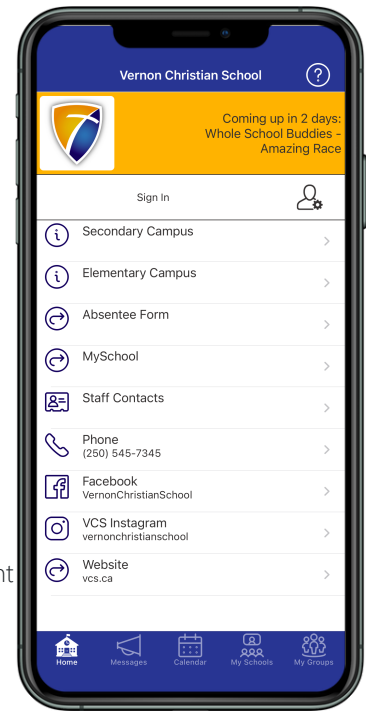 Vernon Christian School
?
Coming up in 2 days:
Whole School Buddies -
Amazing Race
Sign In
Secondary Campus
Elementary Campus
Absentee Form
MySchool
Staff Contacts
Phone
(250) 545-7345
Facebook
VernonChristianSchool
VCS Instagram
vernonchristianschool
Website
vcs.ca
nt
Home
Messages
Calendar
My Schools
My Groups